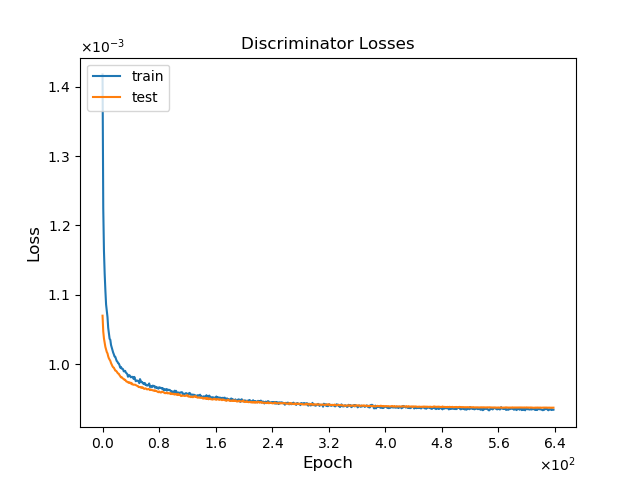 Discriminator Losses
×10⁻³
train
test
1.4
1.3
1.2
1.1
1.0
Loss
0.0 0.8 1.6 2.4 3.2 4.0 4.8 5.6 6.4
Epoch
×10²